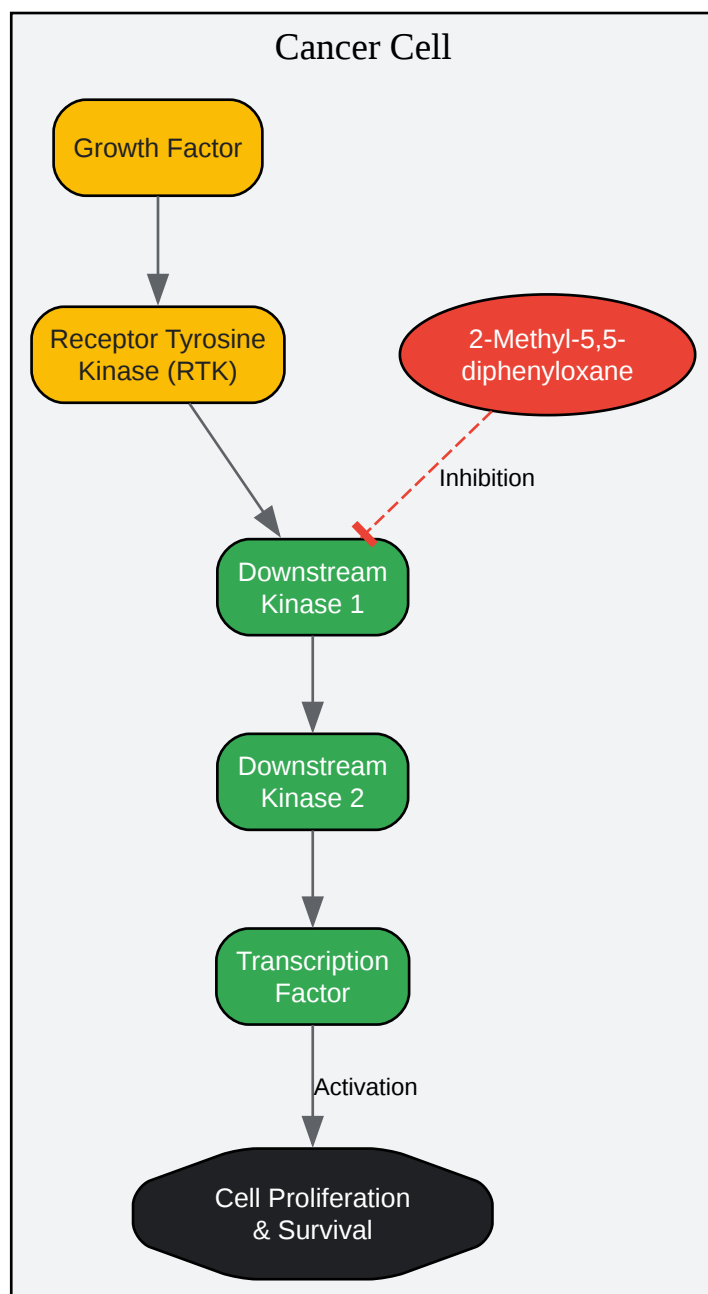 Cancer Cell
Growth Factor
Receptor Tyrosine
Kinase (RTK)
2-Methyl-5,5-
diphenyloxane
Inhibition
Downstream
Kinase 1
Downstream
Kinase 2
Transcription
Factor
Activation
Cell Proliferation
& Survival